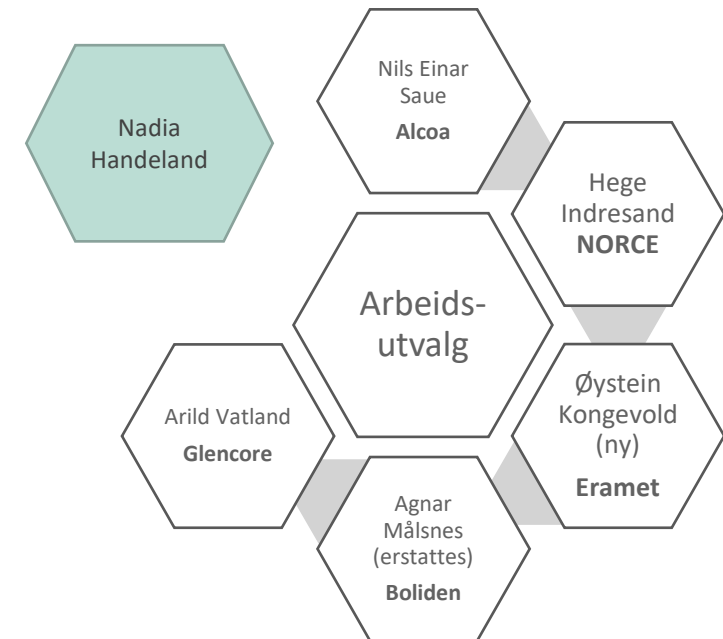 Nadia
Handeland
Nils Einar
Saue
Alcoa
Hege
Indresand
NORCE
Arbeids-
utvalg
Øystein
Kongevold
(ny)
Eramet
Arild Vatland
Glencore
Agnar
Målsnes
(erstattes)
Boliden